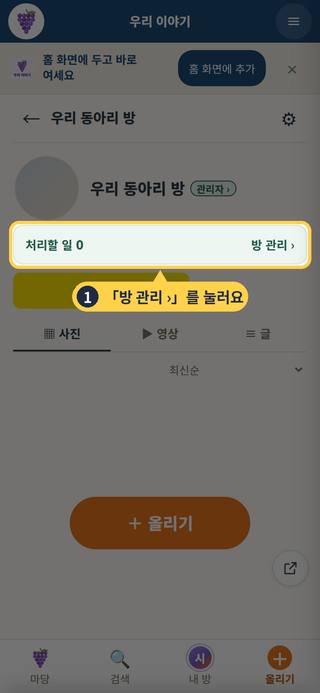 우리 이야기
홈 화면에 두고 바로
여세요
홈 화면에 추가
×
← 우리 동아리 방
우리 동아리 방 관리자 ›
처리할 일 0 방 관리 ›
1 「방 관리 ›」를 눌러요
사진 영상 글
최신순
+ 올리기
마당 검색 시 내 방 올리기